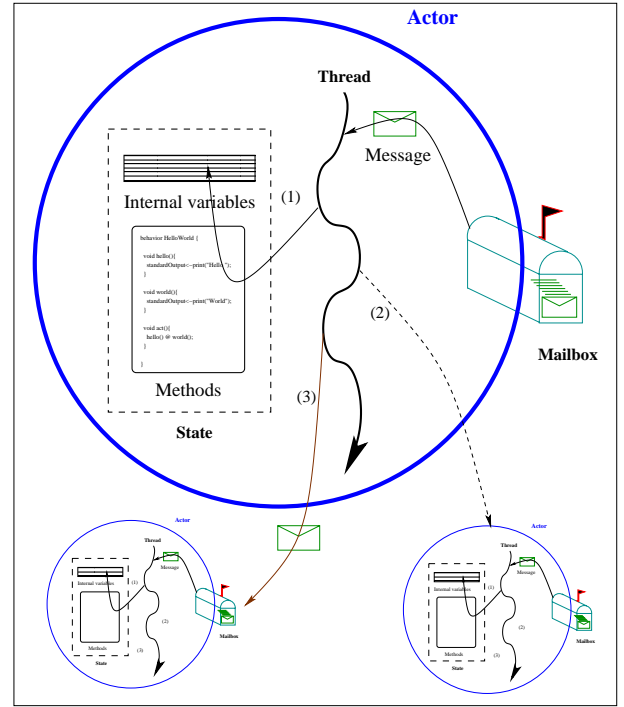 Actor
Thread
Message
(1)
Internal variables
behavior HelloWorld {
void hello(){
standardOutput<-print("Hello ");
}
void world(){
standardOutput<-print("World");
}
void act(){
hello() @ world();
}
}
Methods
State
(2)
Mailbox
(3)
Actor
Thread
Message
(1)
Internal variables
(2)
Methods
(3)
State
Mailbox
Actor
Thread
Message
(1)
Internal variables
(2)
Methods
(3)
State
Mailbox